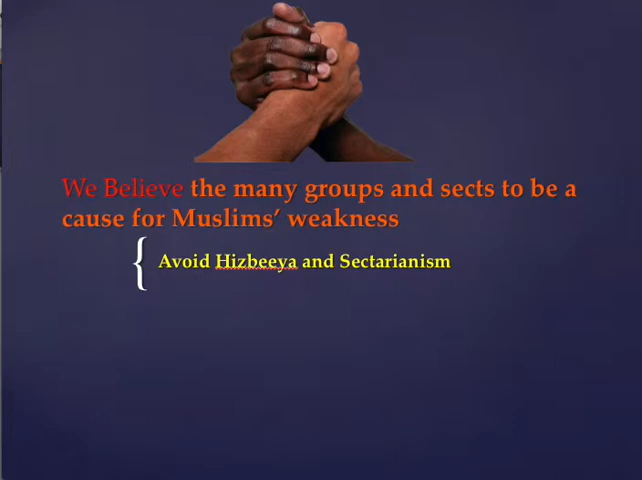 We Believe the many groups and sects to be a
cause for Muslims’ weakness
Avoid Hizbeeya and Sectarianism